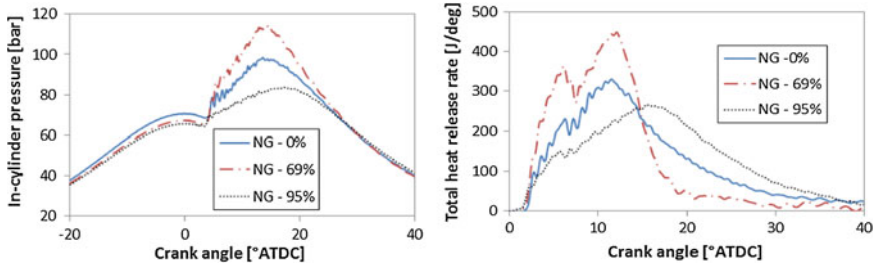 In-cylinder pressure [bar]
120
100
80
60
40
20
-20
0
20
40
Crank angle [°ATDC]
NG - 0%
NG - 69%
NG - 95%
Total heat release rate [J/deg]
500
400
300
200
100
0
0
10
20
30
40
Crank angle [°ATDC]
NG -0%
NG - 69%
NG - 95%